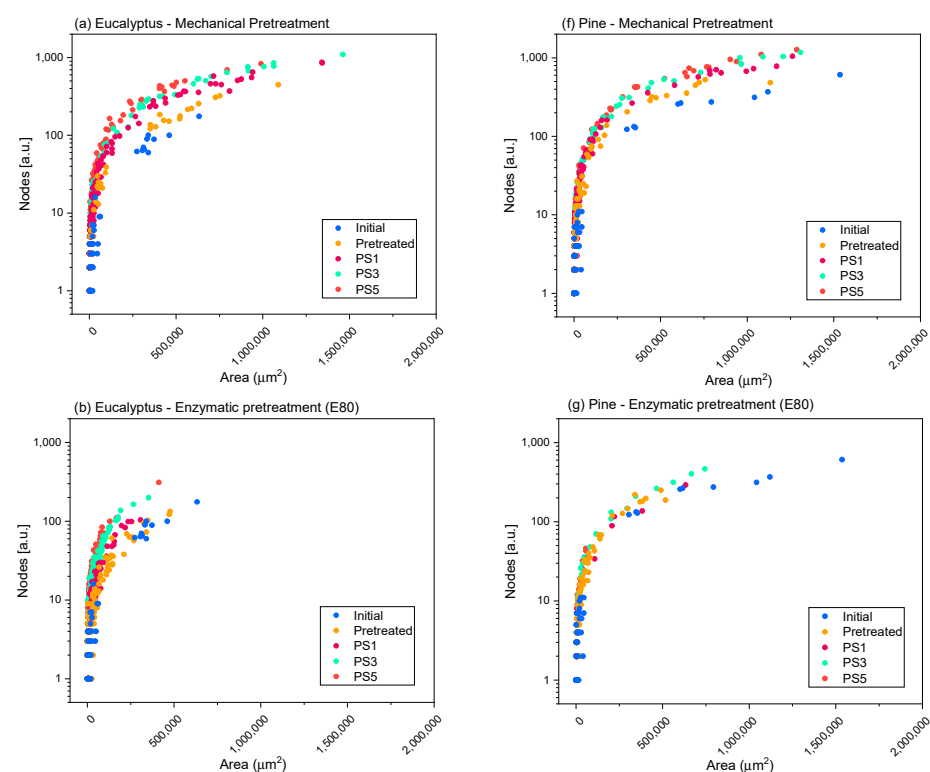 (a) Eucalyptus - Mechanical Pretreatment
Nodes [a.u.]
1,000
100
10
1
Initial
Pretreated
PS1
PS3
PS5
0
500,000
1,000,000
1,500,000
2,000,000
Area (μm²)
(f) Pine - Mechanical Pretreatment
Nodes [a.u.]
1,000
100
10
1
Initial
Pretreated
PS1
PS3
PS5
0
500,000
1,000,000
1,500,000
2,000,000
Area (μm²)
(b) Eucalyptus - Enzymatic pretreatment (E80)
Nodes [a.u.]
1,000
100
10
1
Initial
Pretreated
PS1
PS3
PS5
0
500,000
1,000,000
1,500,000
2,000,000
Area (μm²)
(g) Pine - Enzymatic pretreatment (E80)
Nodes [a.u.]
1,000
100
10
1
Initial
Pretreated
PS1
PS3
PS5
0
500,000
1,000,000
1,500,000
2,000,000
Area (μm²)